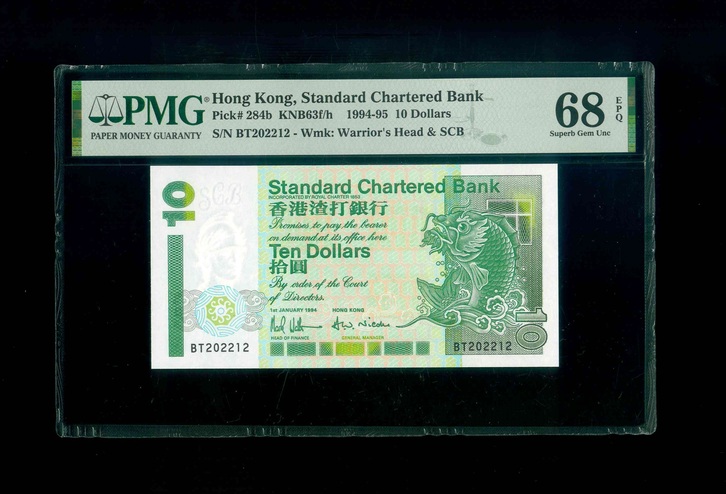 PMG®
PAPER MONEY GUARANTY
Hong Kong, Standard Chartered Bank
Pick# 284b KNB63f/h 1994-95 10 Dollars
S/N BT202212 - Wmk: Warrior's Head & SCB
68 EPQ
Superb Gem Unc
10
SCB
Standard Chartered Bank
INCORPORATED BY ROYAL CHARTER 1853
香港渣打銀行
Promises to pay the bearer
on demand at its office here
Ten Dollars
拾圓
By order of the Court
of Directors.
1st JANUARY 1994 HONG KONG
HEAD OF FINANCE GENERAL MANAGER
BT202212
BT202212
10